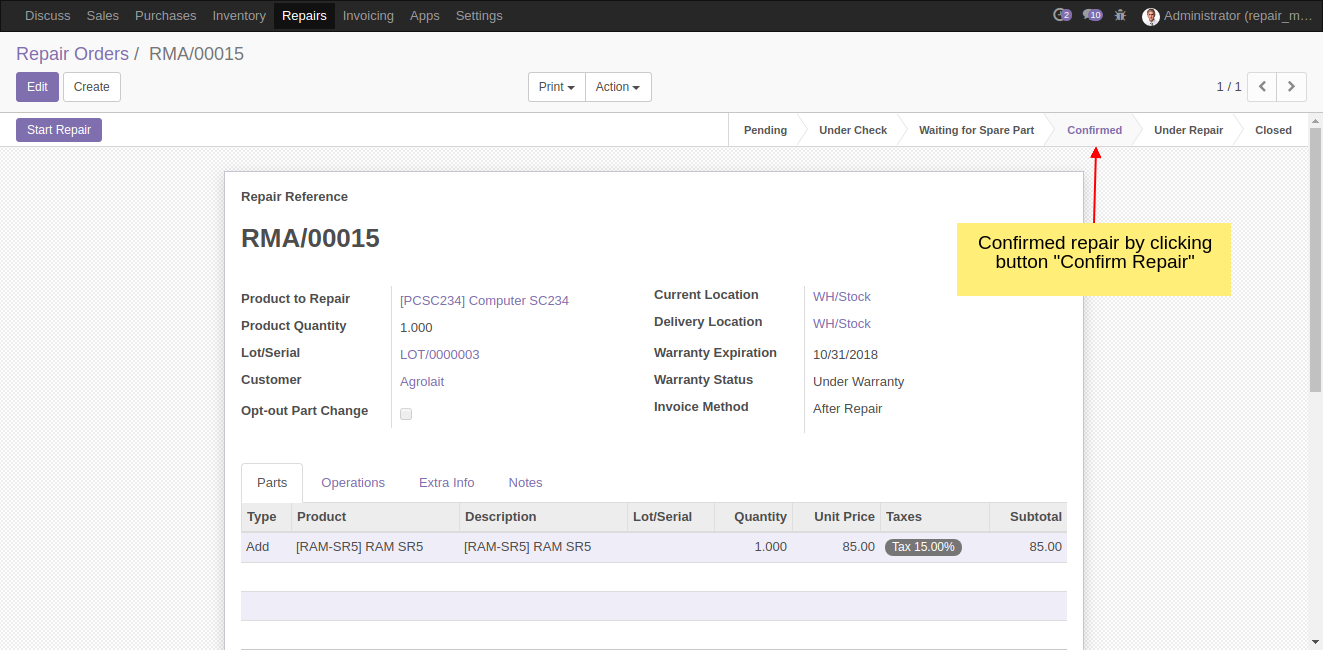 Discuss Sales Purchases Inventory Repairs Invoicing Apps Settings 2 10 Administrator (repair_m...
Repair Orders / RMA/00015
Edit Create Print Action 1 / 1
Start Repair Pending Under Check Waiting for Spare Part Confirmed Under Repair Closed
Repair Reference
RMA/00015
Confirmed repair by clicking
button "Confirm Repair"
Product to Repair [PCSC234] Computer SC234
Product Quantity 1.000
Lot/Serial LOT/0000003
Customer Agrolait
Opt-out Part Change
Current Location WH/Stock
Delivery Location WH/Stock
Warranty Expiration 10/31/2018
Warranty Status Under Warranty
Invoice Method After Repair
Parts Operations Extra Info Notes
Type Product Description Lot/Serial Quantity Unit Price Taxes Subtotal
Add [RAM-SR5] RAM SR5 [RAM-SR5] RAM SR5 1.000 85.00 Tax 15.00% 85.00